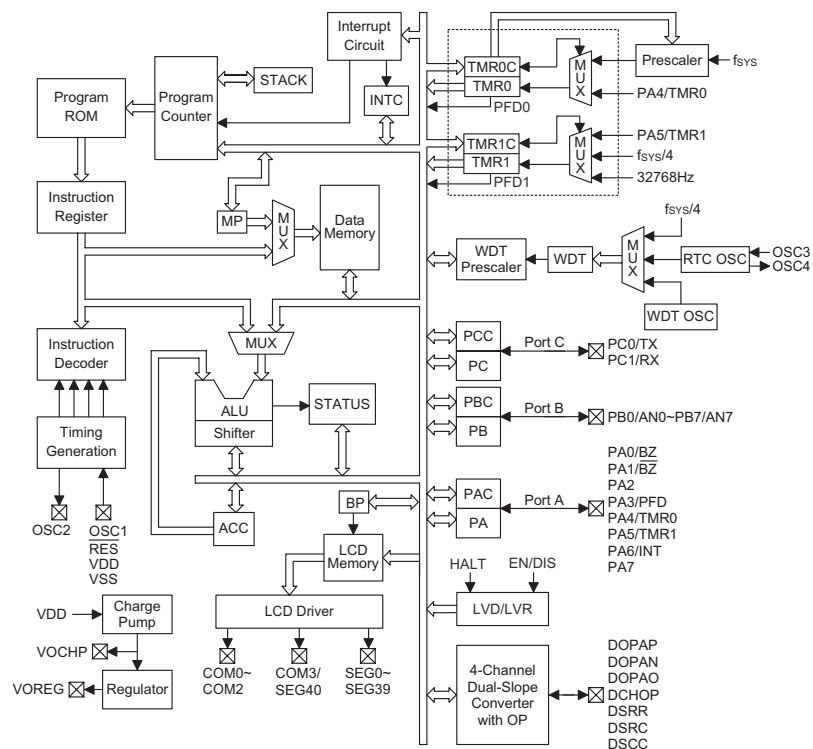 Interrupt
Circuit
STACK
Program
ROM
Program
Counter
INTC
TMR0C
TMR0
PFD0
MUX
Prescaler
fSYS
PA4/TMR0
TMR1C
TMR1
PFD1
MUX
PA5/TMR1
fSYS/4
32768Hz
Instruction
Register
MP
MUX
Data
Memory
fSYS/4
WDT
Prescaler
WDT
MUX
RTC OSC
OSC3
OSC4
WDT OSC
MUX
Instruction
Decoder
ALU
Shifter
STATUS
PCC
PC
Port C
PC0/TX
PC1/RX
PBC
PB
Port B
PB0/AN0~PB7/AN7
Timing
Generation
OSC2
OSC1
RES
VDD
VSS
ACC
BP
LCD
Memory
PAC
PA
Port A
PA0/BZ
PA1/BZ
PA2
PA3/PFD
PA4/TMR0
PA5/TMR1
PA6/INT
PA7
HALT
EN/DIS
LVD/LVR
VDD
Charge
Pump
VOCHP
VOREG
Regulator
LCD Driver
COM0~
COM2
COM3/
SEG40
SEG0~
SEG39
4-Channel
Dual-Slope
Converter
with OP
DOPAP
DOPAN
DOPAO
DCHOP
DSRR
DSRC
DSCC